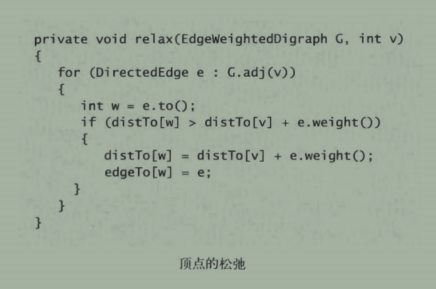 private void relax(EdgeWeightedDigraph G, int v)
{
for (DirectedEdge e : G.adj(v))
{
int w = e.to();
if (distTo[w] > distTo[v] + e.weight())
{
distTo[w] = distTo[v] + e.weight();
edgeTo[w] = e;
}
}
}
顶点的松弛